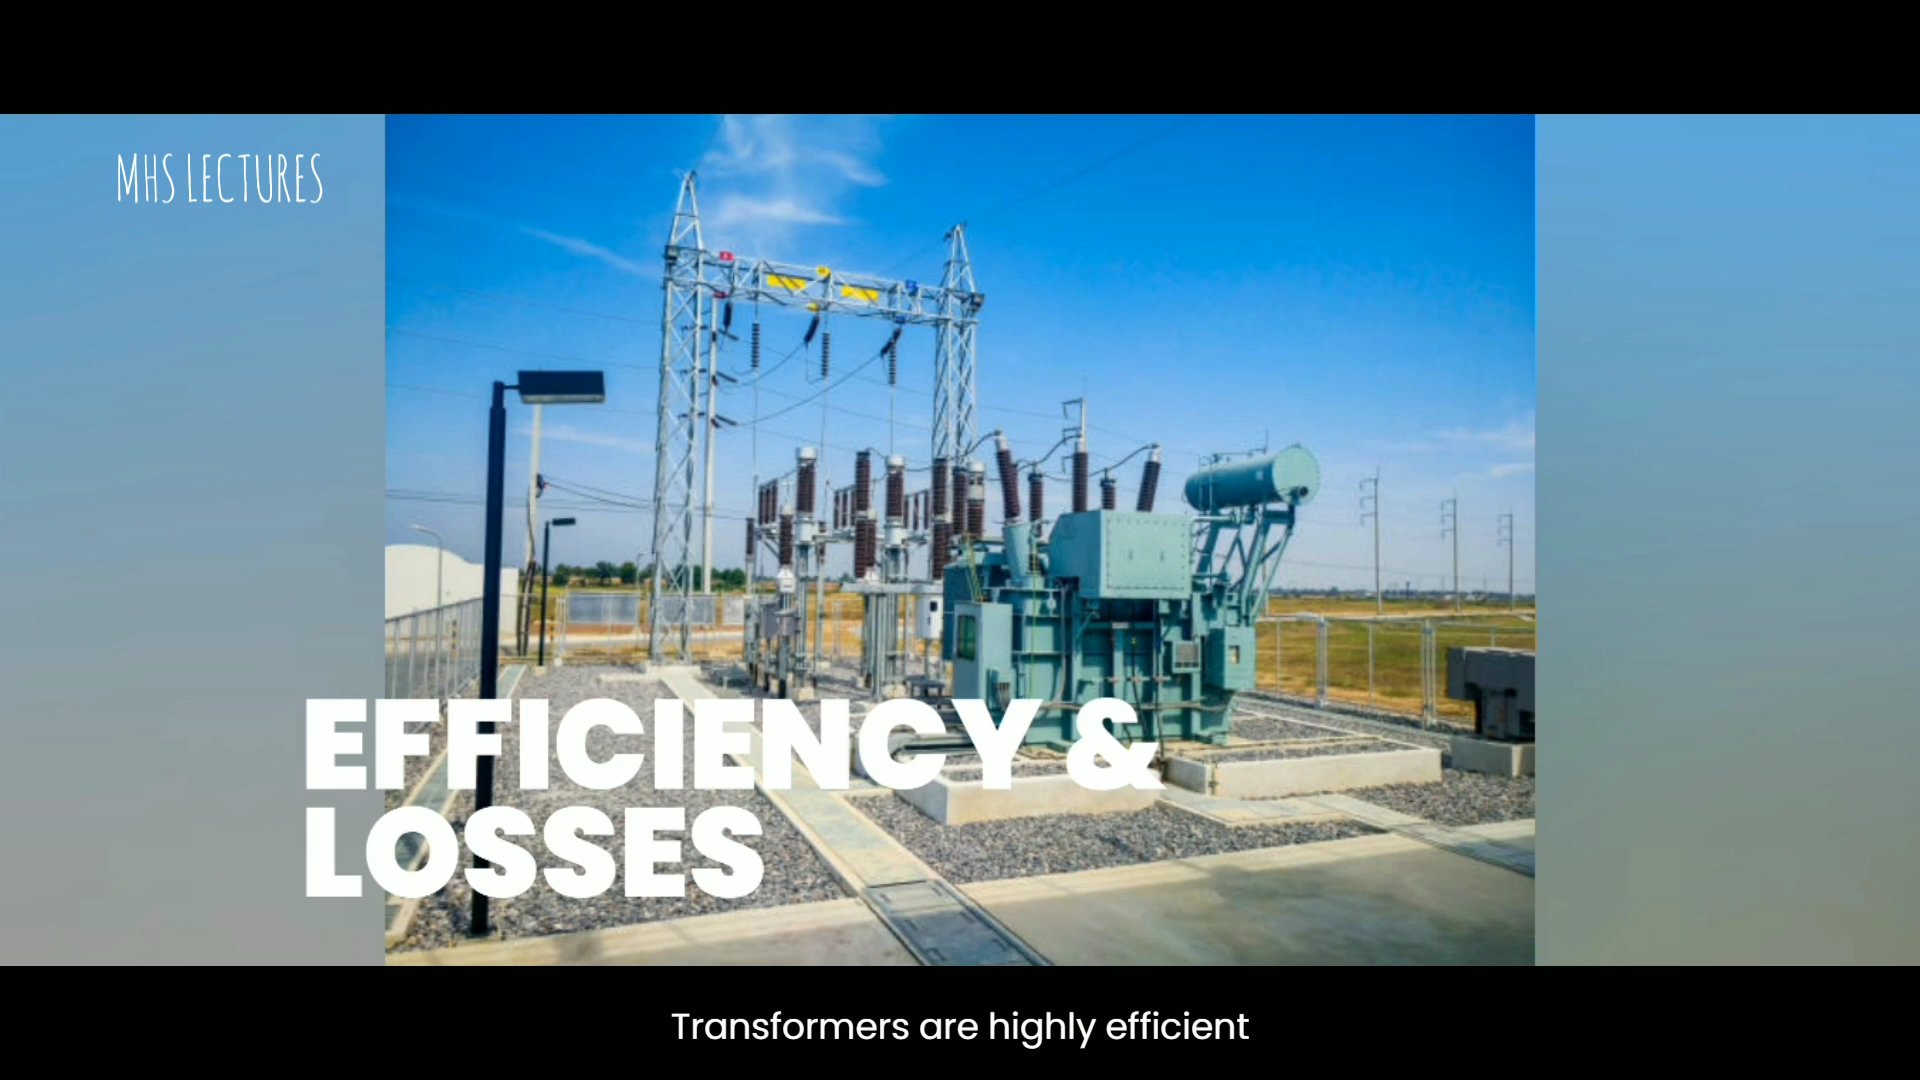 MHS LECTURES
EFFICIENCY &
LOSSES
Transformers are highly efficient